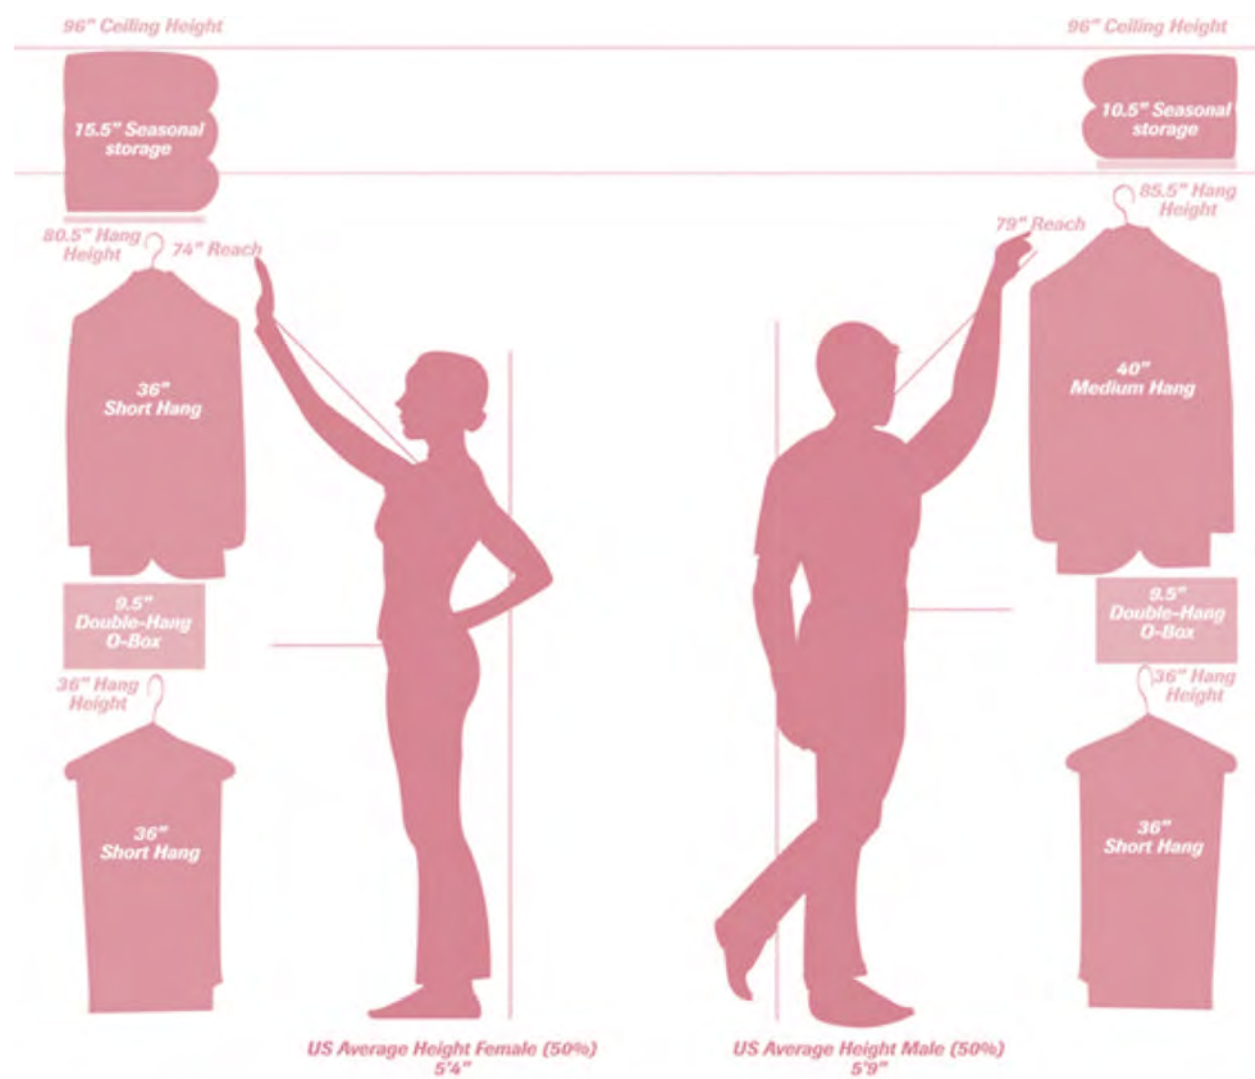 96" Ceiling Height
96" Ceiling Height
15.5" Seasonal
storage
10.5" Seasonal
storage
80.5" Hang
Height
74" Reach
79" Reach
85.5" Hang
Height
36"
Short Hang
40"
Medium Hang
9.5"
Double-Hang
O-Box
9.5"
Double-Hang
O-Box
36" Hang
Height
36" Hang
Height
36"
Short Hang
36"
Short Hang
US Average Height Female (50%)
5'4"
US Average Height Male (50%)
5'9"